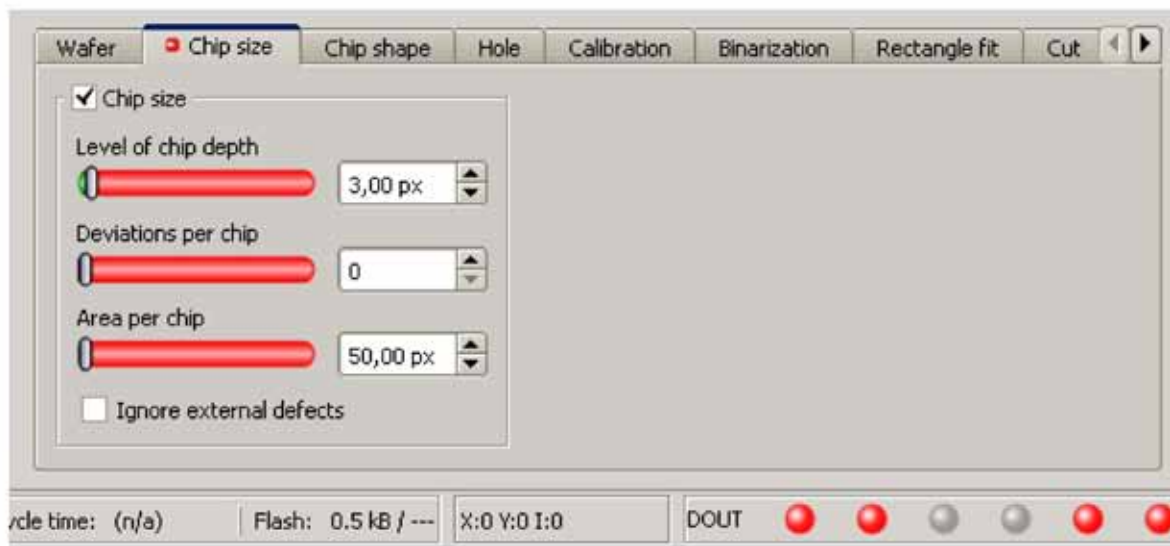 Wafer Chip size Chip shape Hole Calibration Binarization Rectangle fit Cut
Chip size
Level of chip depth
3,00 px
Deviations per chip
0
Area per chip
50,00 px
Ignore external defects
ycle time: (n/a) Flash: 0.5 kB / --- X:0 Y:0 I:0 DOUT